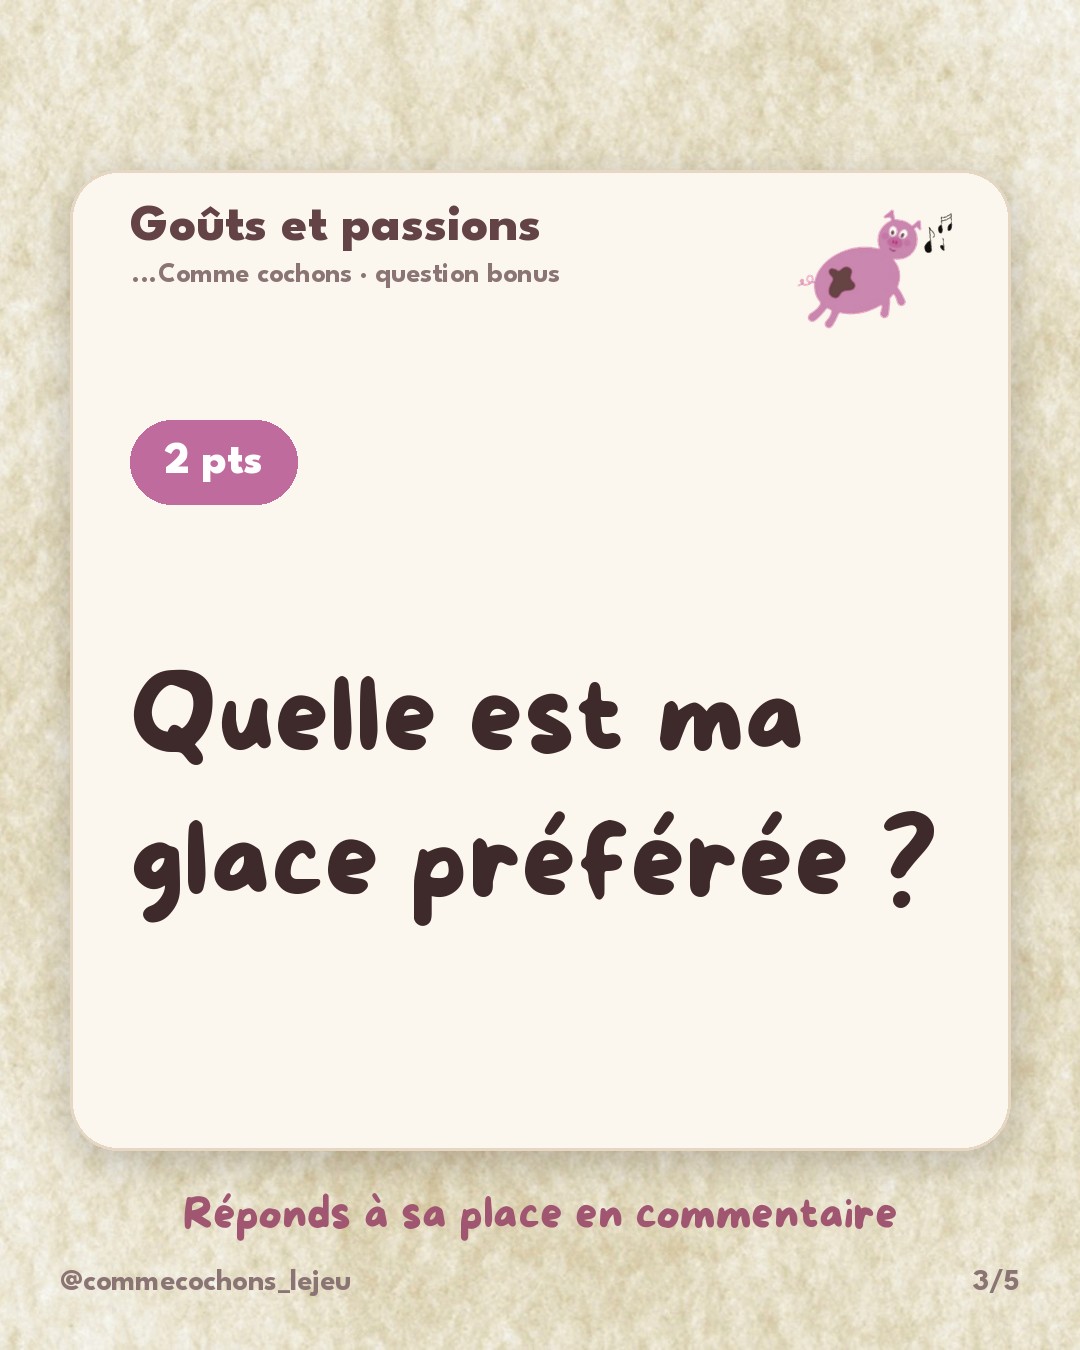 Goûts et passions
...Comme cochons · question bonus
2 pts
Quelle est ma
glace préférée ?
Réponds à sa place en commentaire
@commecochons_lejeu
3/5